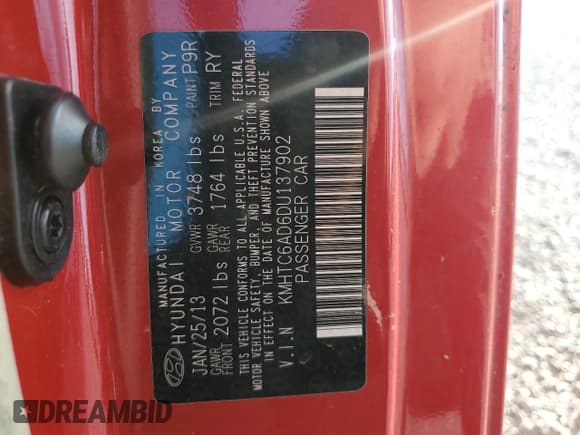 MANUFACTURED IN KOREA BY
HYUNDAI MOTOR COMPANY
JAN/25/13 GVWR 3748 lbs PAINT P9R
GAWR FRONT 2072 lbs GAWR REAR 1764 lbs TRIM RY
THIS VEHICLE CONFORMS TO ALL APPLICABLE U.S.A. FEDERAL
MOTOR VEHICLE SAFETY, BUMPER, AND THEFT PREVENTION STANDARDS
IN EFFECT ON THE DATE OF MANUFACTURE SHOWN ABOVE
V.I.N KMHTC6AD6DU137902
PASSENGER CAR
DREAMBID